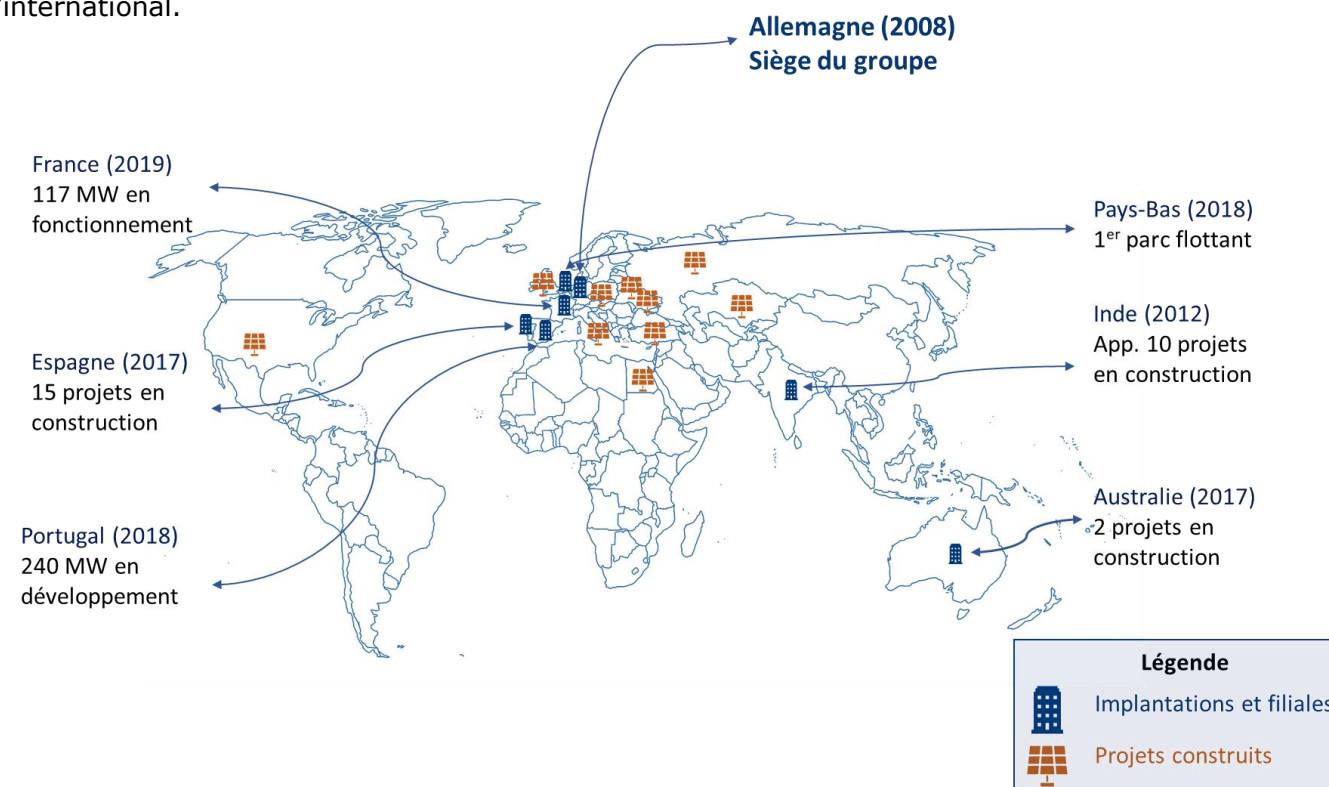 'international.
Allemagne (2008)
Siège du groupe
France (2019)
117 MW en
fonctionnement
Pays-Bas (2018)
1er parc flottant
Inde (2012)
App. 10 projets
en construction
Espagne (2017)
15 projets en
construction
Australie (2017)
2 projets en
construction
Portugal (2018)
240 MW en
développement
Légende
Implantations et filiales
Projets construits